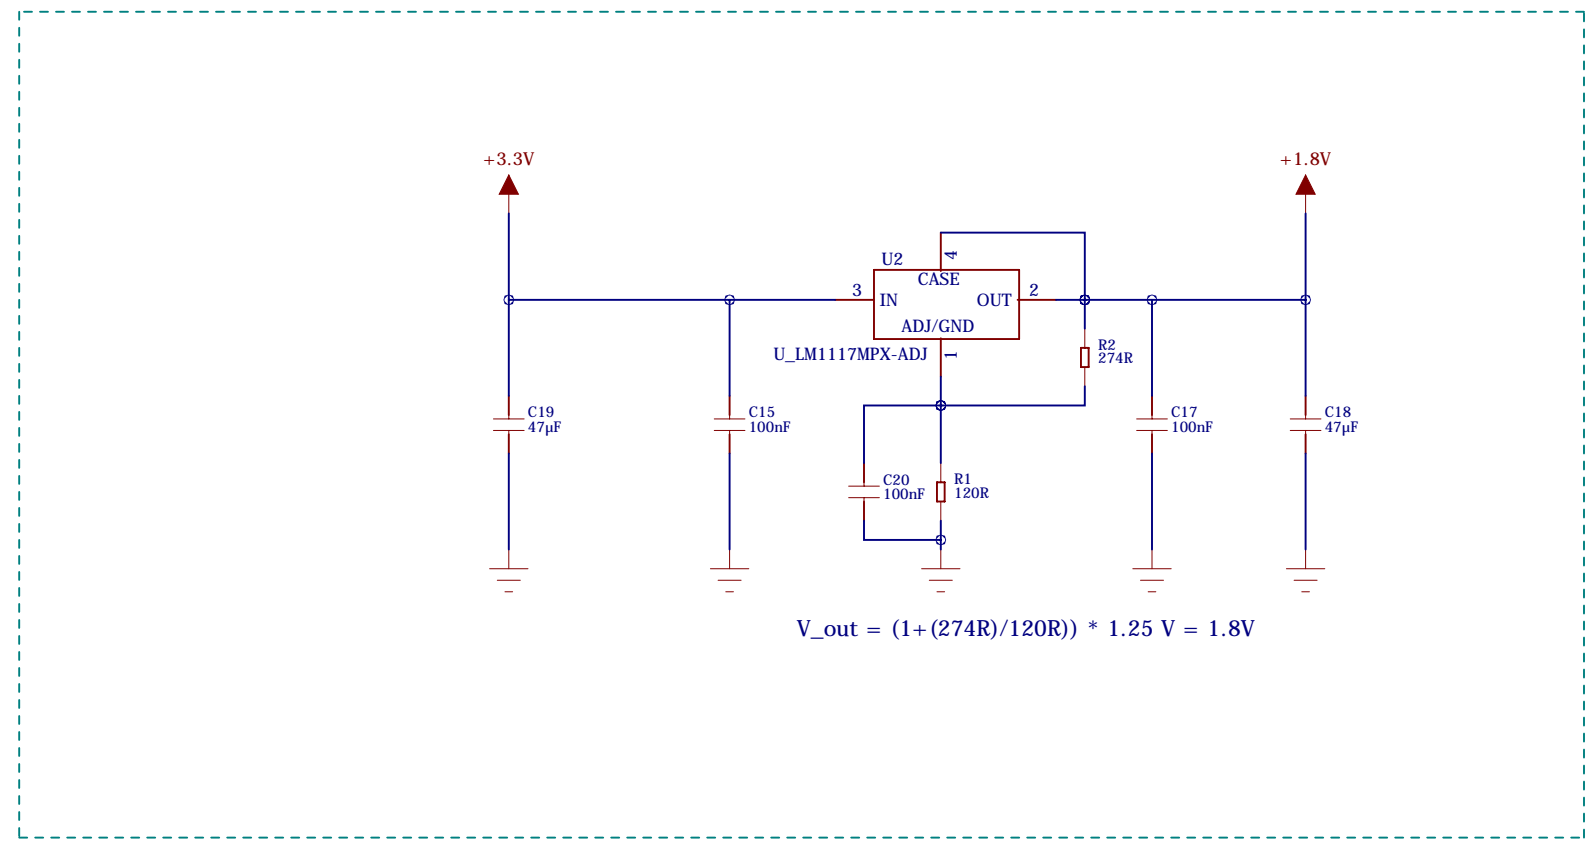 +3.3V
+1.8V
U2
4
CASE
3
IN
OUT
2
ADJ/GND
U_LM1117MPX-ADJ
1
R2
274R
C19
47µF
C15
100nF
C17
100nF
C18
47µF
C20
100nF
R1
120R
V_out = (1+(274R)/120R)) * 1.25 V = 1.8V